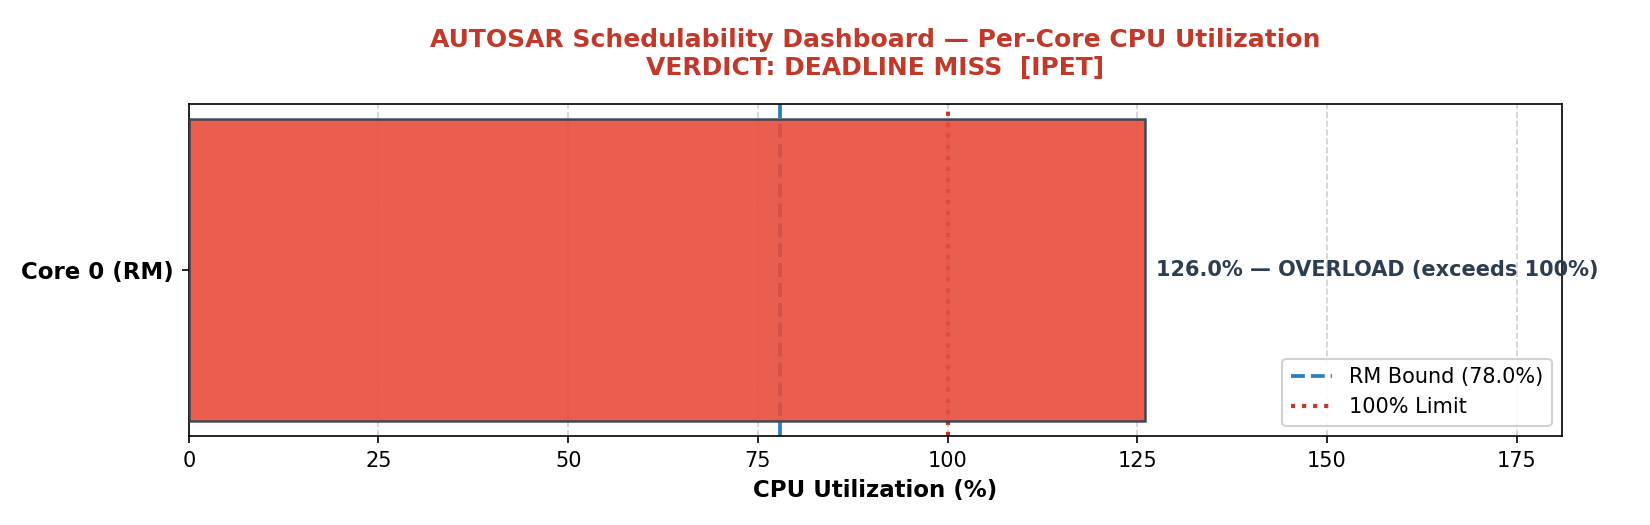 AUTOSAR Schedulability Dashboard — Per-Core CPU Utilization
VERDICT: DEADLINE MISS [IPET]
Core 0 (RM)
126.0% — OVERLOAD (exceeds 100%)
RM Bound (78.0%)
100% Limit
0 25 50 75 100 125 150 175
CPU Utilization (%)